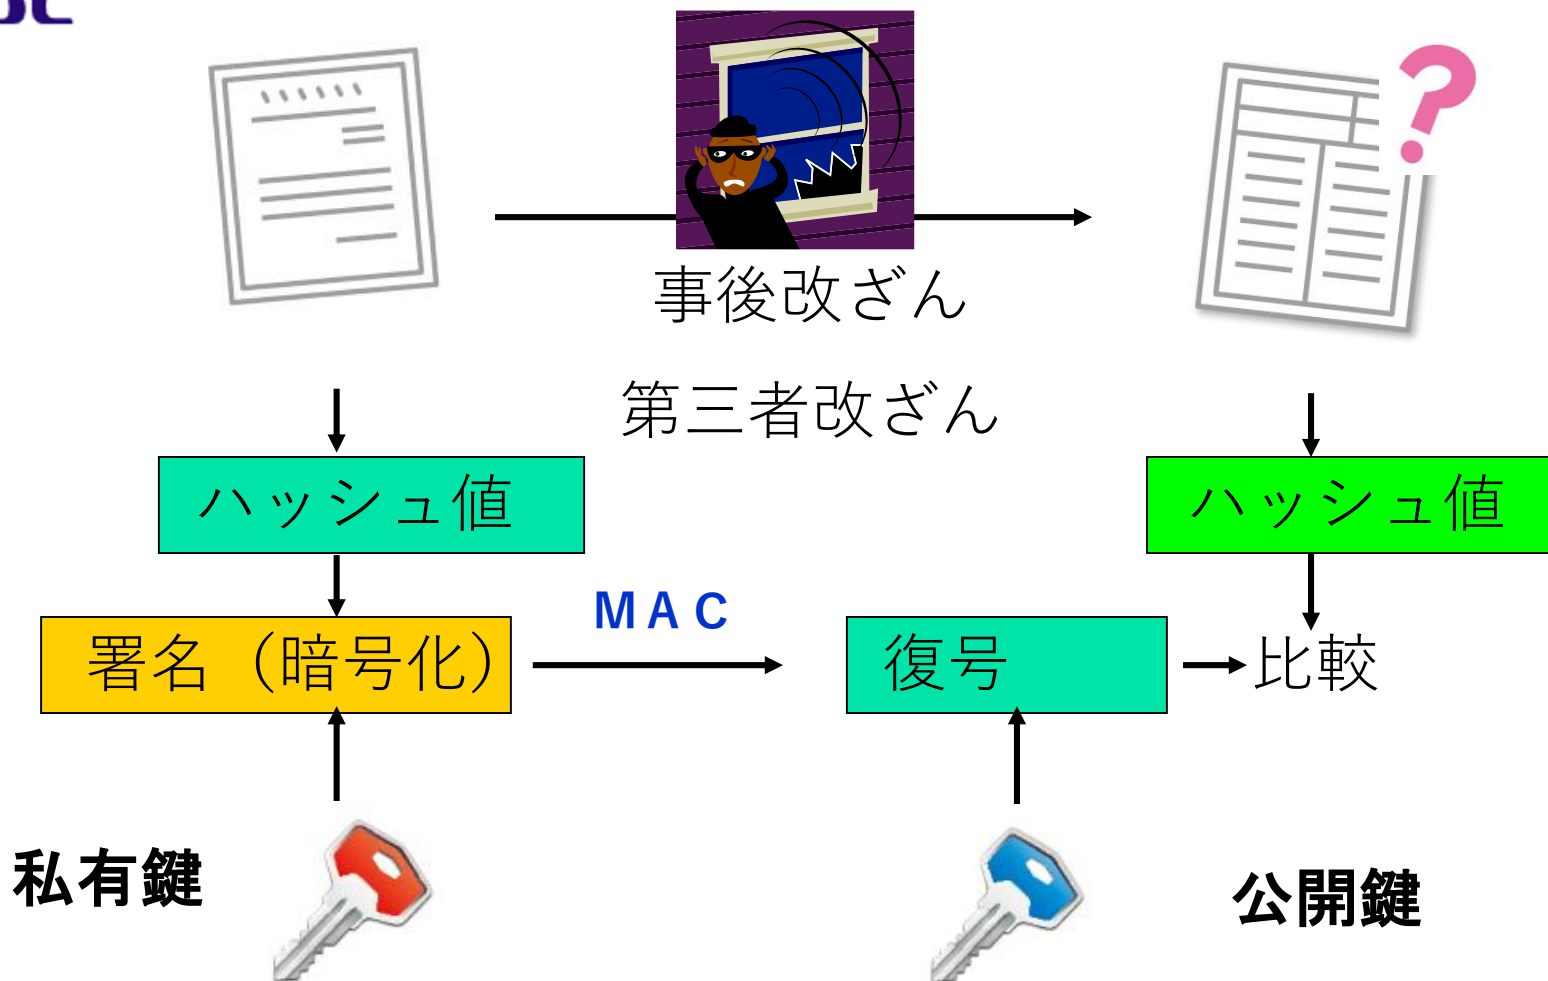 事後改ざん
第三者改ざん
ハッシュ値
ハッシュ値
MAC
署名（暗号化）
復号
比較
私有鍵
公開鍵